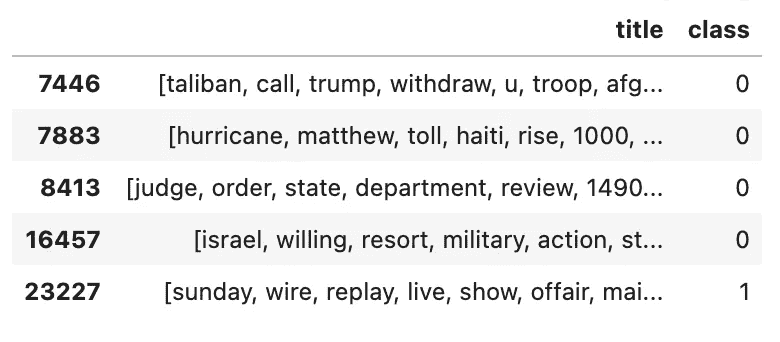 title class
7446 [taliban, call, trump, withdraw, u, troop, afg... 0
7883 [hurricane, matthew, toll, haiti, rise, 1000, ... 0
8413 [judge, order, state, department, review, 1490... 0
16457 [israel, willing, resort, military, action, st... 0
23227 [sunday, wire, replay, live, show, offair, mai... 1